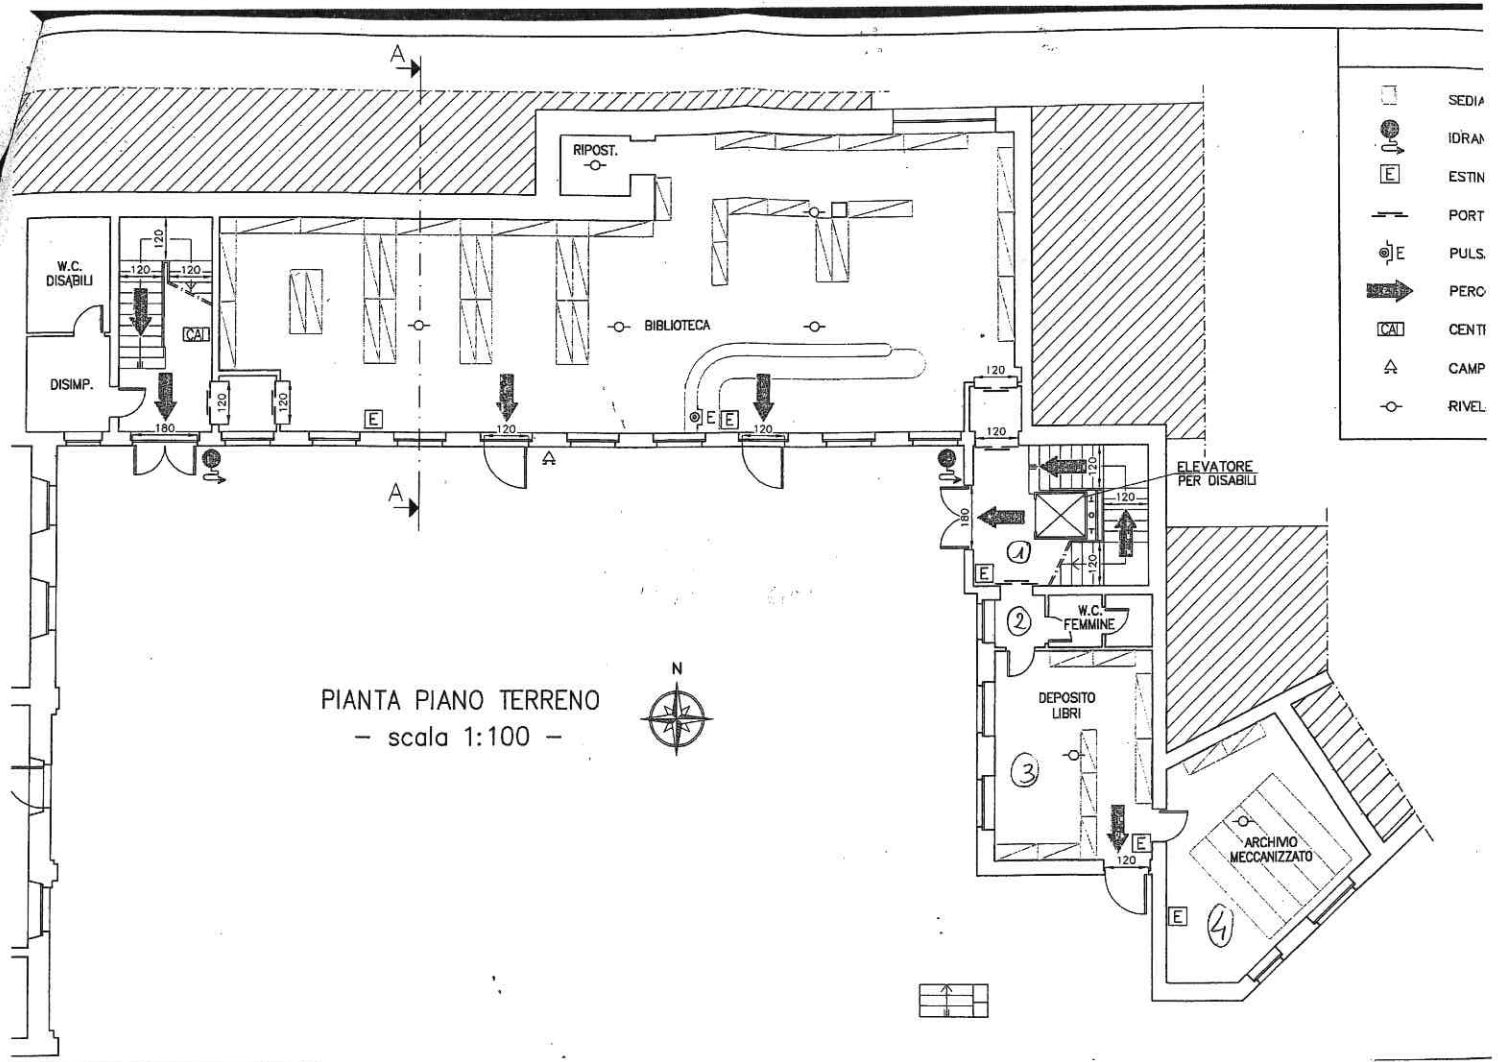 A
SEDIA
IDRAN
E
ESTIN
PORT
E
PULS.
PERC
CAI
CENTR
CAMP
RIVEL
RIPOST.
W.C.
DISABILI
120
120
120
CAI
BIBLIOTECA
DISIMP.
120
120
E
E
E
180
120
120
120
120
A
ELEVATORE
PER DISABILI
120
120
180
120
1
E
2
W.C.
FEMMINE
N
PIANTA PIANO TERRENO
- scala 1:100 -
DEPOSITO
LIBRI
3
E
120
ARCHIVIO
MECCANIZZATO
E
4